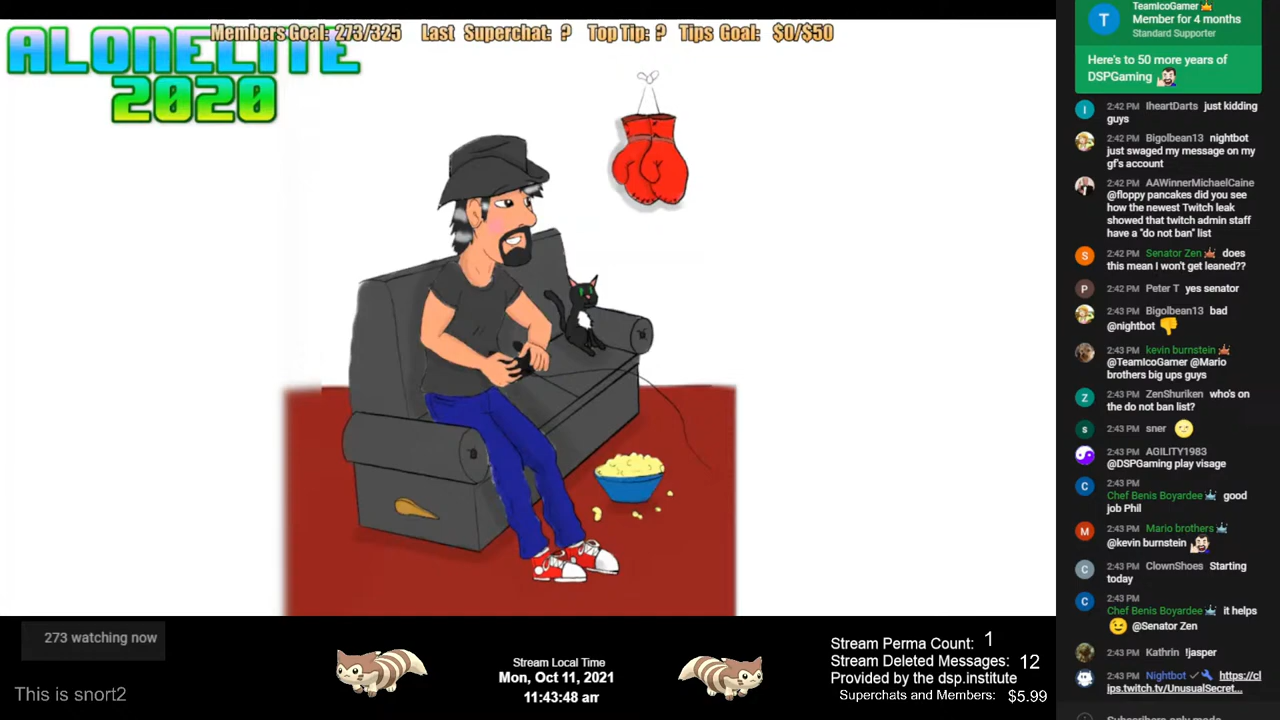 ALONELITE
2020
Members Goal: 273/325 Last Superchat: ? Top Tip: ? Tips Goal: $0/$50
TeamIcoGamer
T
Member for 4 months
Standard Supporter
Here's to 50 more years of
DSPGaming
I
2:42 PM IheartDarts just kidding
guys
2:42 PM Bigolbean13 nightbot
just swaged my message on my
gf's account
2:42 PM AAWinnerMichaelCaine
@floppy pancakes did you see
how the newest Twitch leak
showed that twitch admin staff
have a "do not ban" list
S
2:42 PM Senator Zen does
this mean I won't get leaned??
P
2:42 PM Peter T yes senator
2:43 PM Bigolbean13 bad
@nightbot
2:43 PM kevin burnstein
@TeamIcoGamer @Mario
brothers big ups guys
Z
2:43 PM ZenShuriken who's on
the do not ban list?
s
2:43 PM sner
2:43 PM AGILITY1983
@DSPGaming play visage
C
2:43 PM
Chef Benis Boyardee good
job Phil
M
2:43 PM Mario brothers
@kevin burnstein
C
2:43 PM ClownShoes Starting
today
C
2:43 PM
Chef Benis Boyardee it helps
@Senator Zen
2:43 PM Kathrin !jasper
2:43 PM Nightbot https://cl
ips.twitch.tv/UnusualSecret...
273 watching now
This is snort2
Stream Local Time
Mon, Oct 11, 2021
11:43:48 am
Stream Perma Count: 1
Stream Deleted Messages: 12
Provided by the dsp.institute
Superchats and Members: $5.99